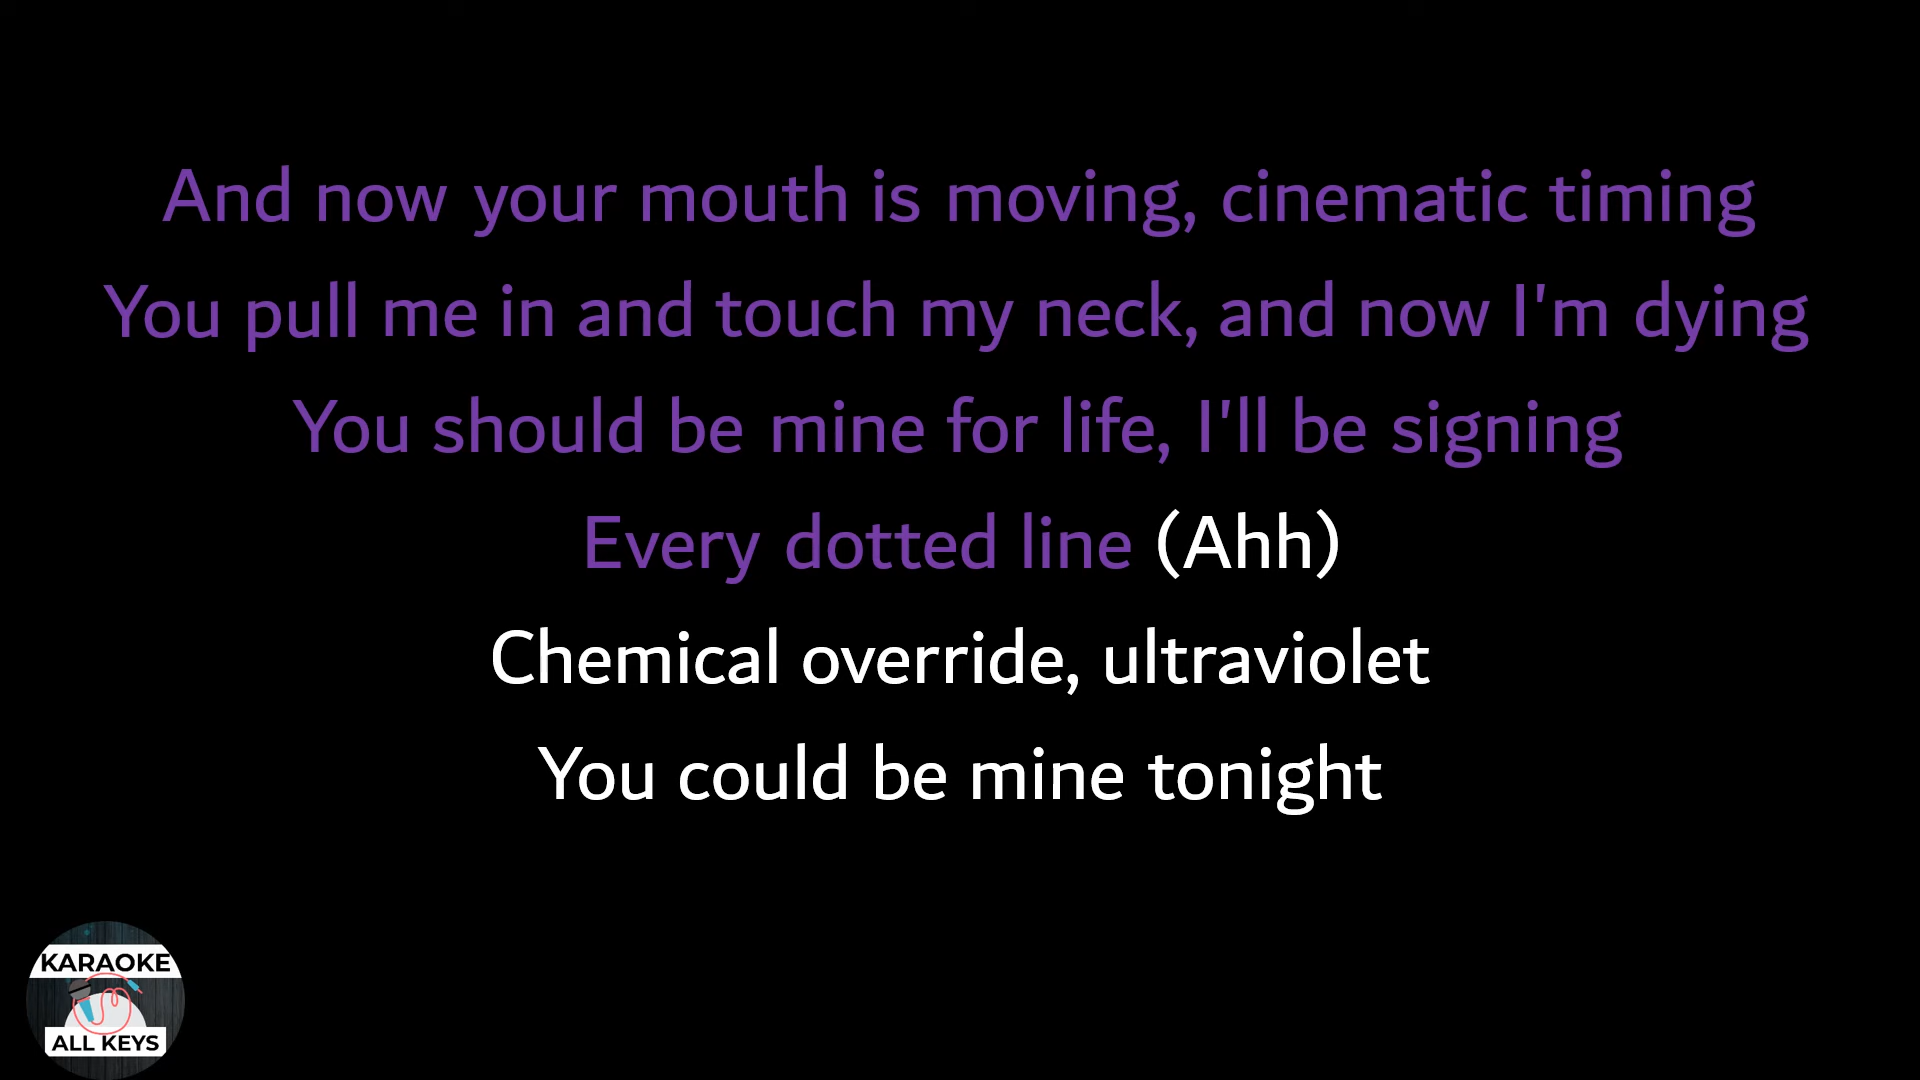 And now your mouth is moving, cinematic timing
You pull me in and touch my neck, and now I'm dying
You should be mine for life, I'll be signing
Every dotted line (Ahh)
Chemical override, ultraviolet
You could be mine tonight
KARAOKE
ALL KEYS